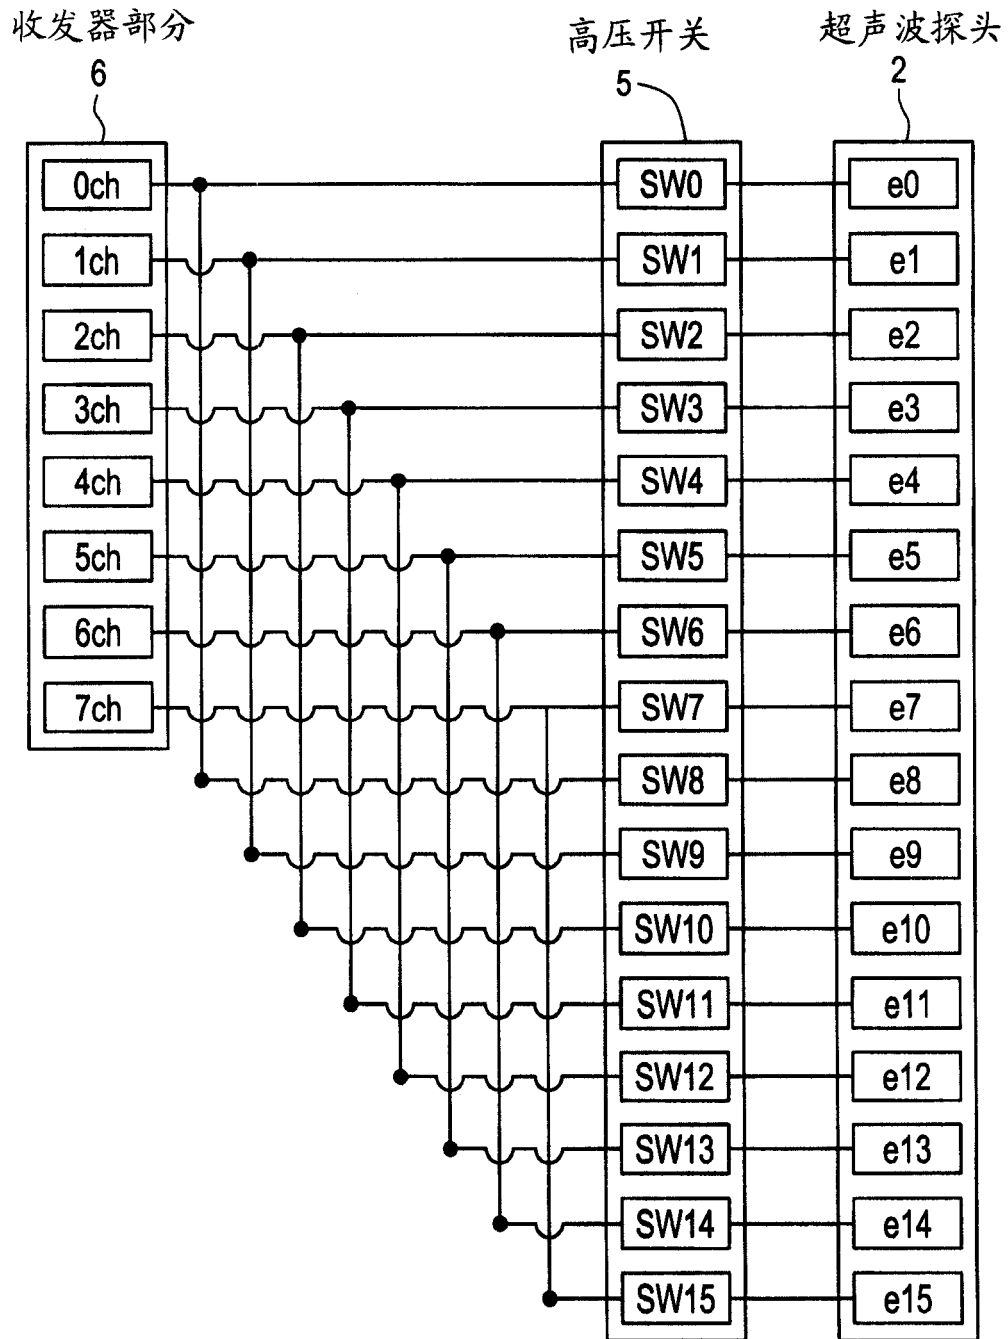 收发器部分
高压开关
超声波探头
6
5
2
0ch SW0 e0
1ch SW1 e1
2ch SW2 e2
3ch SW3 e3
4ch SW4 e4
5ch SW5 e5
6ch SW6 e6
7ch SW7 e7
SW8 e8
SW9 e9
SW10 e10
SW11 e11
SW12 e12
SW13 e13
SW14 e14
SW15 e15